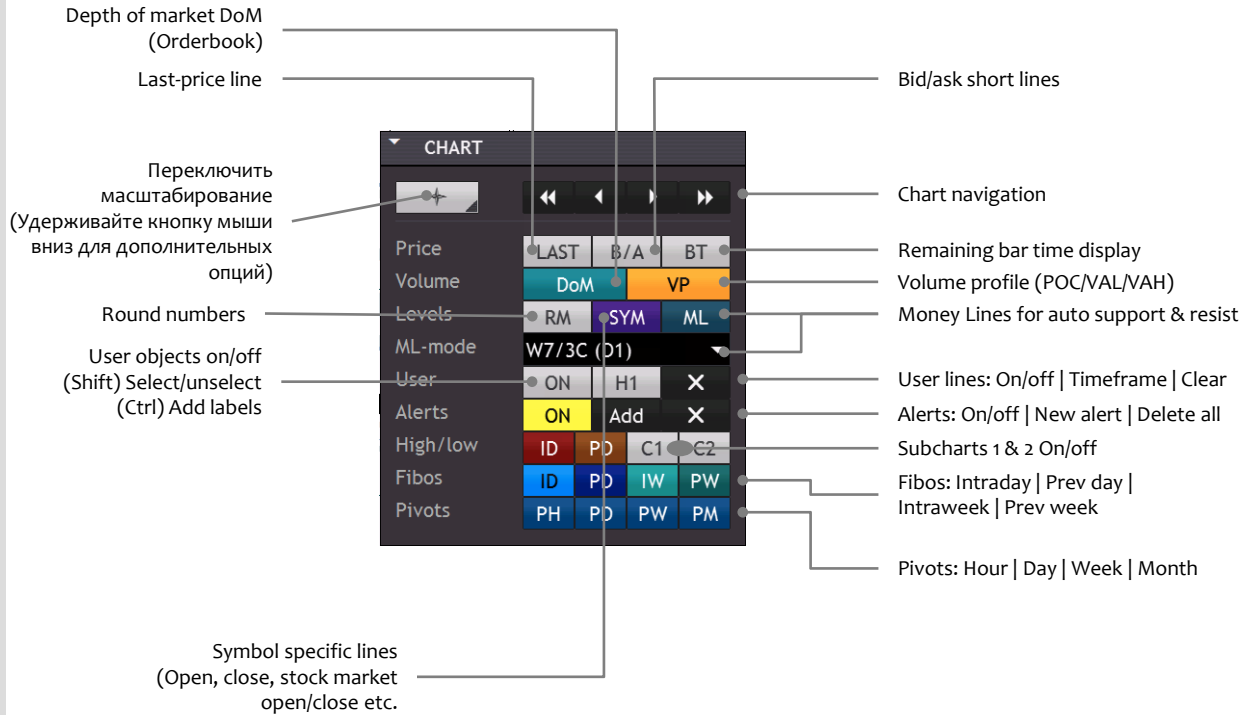 Depth of market DoM
(Orderbook)
Last-price line
Переключить
масштабирование
(Удерживайте кнопку мыши
вниз для дополнительных
опций)
Round numbers
User objects on/off
(Shift) Select/unselect
(Ctrl) Add labels
Symbol specific lines
(Open, close, stock market
open/close etc.
CHART
Price LAST B/A BT
Volume DoM VP
Levels RM SYM ML
ML-mode W7/3C (D1)
User ON H1 X
Alerts ON Add X
High/low ID PD C1 C2
Fibos ID PD IW PW
Pivots PH PD PW PM
Bid/ask short lines
Chart navigation
Remaining bar time display
Volume profile (POC/VAL/VAH)
Money Lines for auto support & resist
User lines: On/off | Timeframe | Clear
Alerts: On/off | New alert | Delete all
Subcharts 1 & 2 On/off
Fibos: Intraday | Prev day |
Intraweek | Prev week
Pivots: Hour | Day | Week | Month